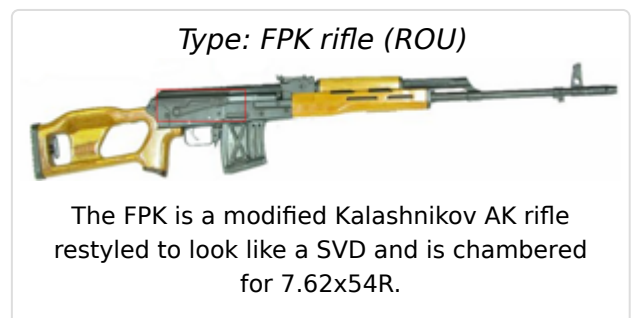 Type: FPK rifle (ROU)
The FPK is a modified Kalashnikov AK rifle
restyled to look like a SVD and is chambered
for 7.62x54R.